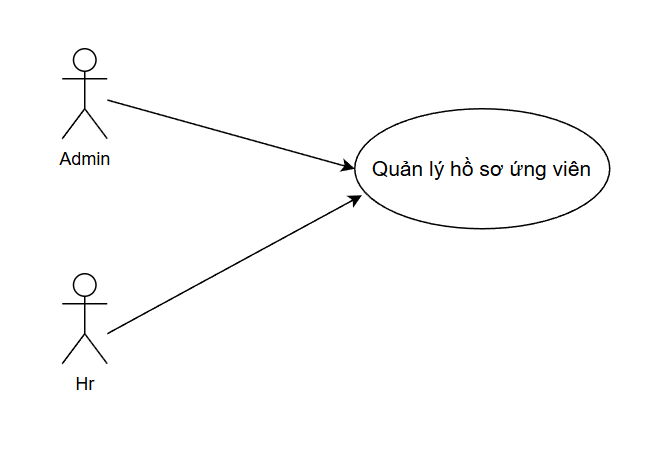 Admin
Quản lý hồ sơ ứng viên
Hr